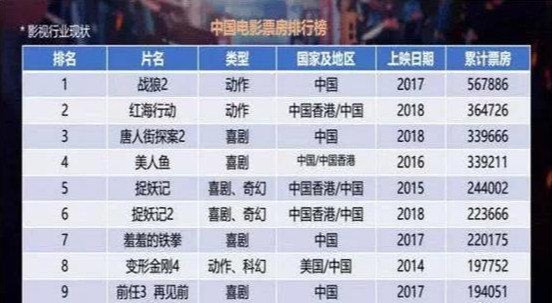 *影视行业现状
中国电影票房排行榜
排名 片名 类型 国家及地区 上映日期 累计票房
1 战狼2 动作 中国 2017 567886
2 红海行动 动作 中国香港/中国 2018 364726
3 唐人街探案2 喜剧 中国 2018 339666
4 美人鱼 喜剧 中国/中国香港 2016 339211
5 捉妖记 喜剧、奇幻 中国香港/中国 2015 244002
6 捉妖记2 喜剧、奇幻 中国香港/中国 2018 223666
7 羞羞的铁拳 喜剧 中国 2017 220175
8 变形金刚4 动作、科幻 美国/中国 2014 197752
9 前任3 再见前 喜剧 中国 2017 194051